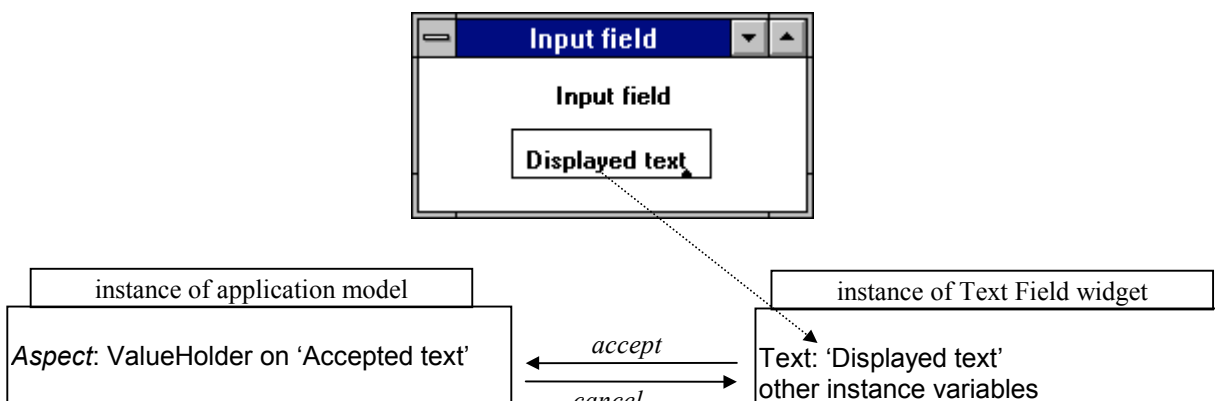 Input field
Input field
Displayed text
instance of application model
instance of Text Field widget
Aspect: ValueHolder on ‘Accepted text’
accept
Text: ‘Displayed text’
cancel
other instance variables